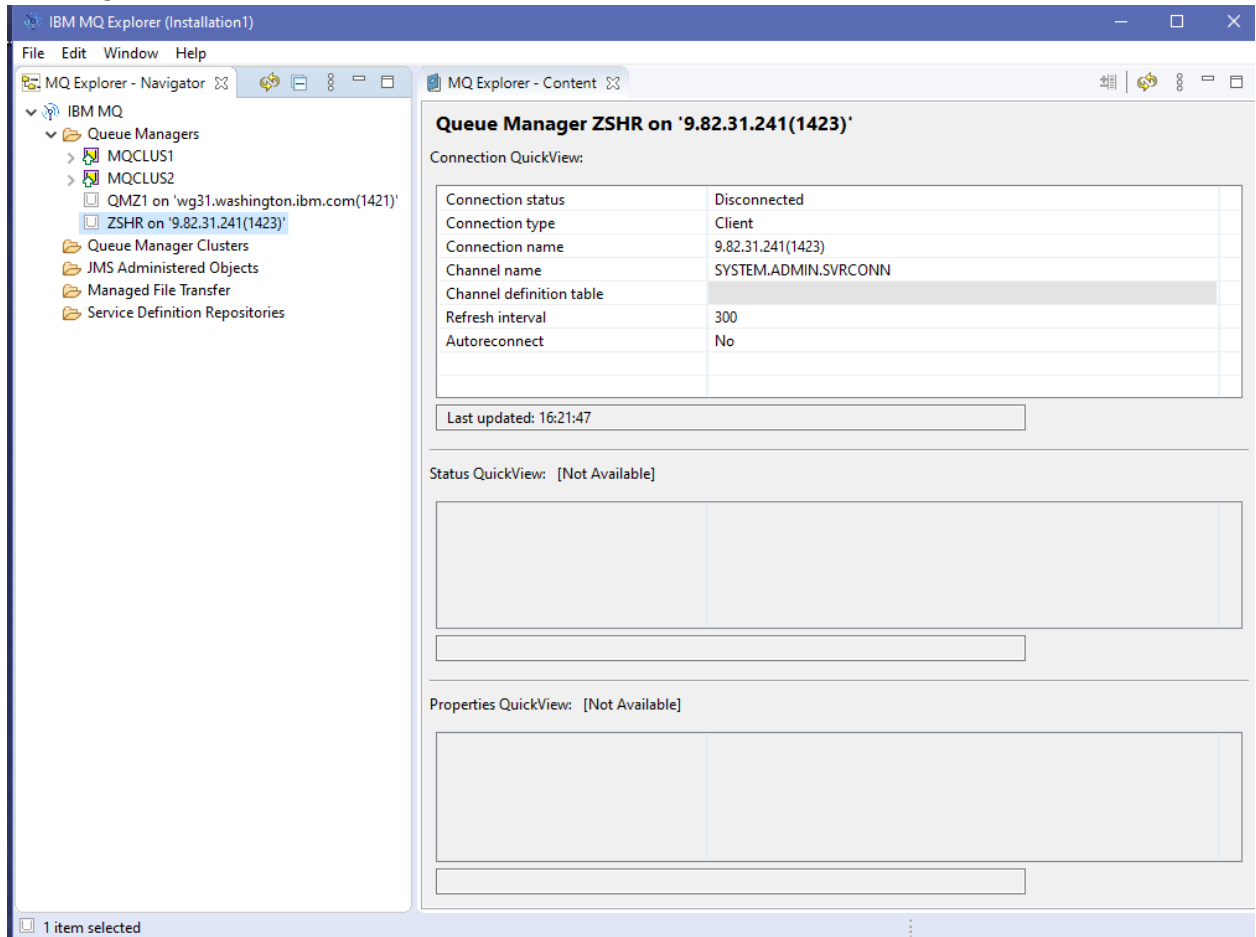 IBM MQ Explorer (Installation1)
File Edit Window Help
MQ Explorer - Navigator
MQ Explorer - Content
IBM MQ
Queue Managers
MQCLUS1
MQCLUS2
QMZ1 on 'wg31.washington.ibm.com(1421)'
ZSHR on '9.82.31.241(1423)'
Queue Manager Clusters
JMS Administered Objects
Managed File Transfer
Service Definition Repositories
Queue Manager ZSHR on '9.82.31.241(1423)'
Connection QuickView:
Connection status Disconnected
Connection type Client
Connection name 9.82.31.241(1423)
Channel name SYSTEM.ADMIN.SVRCONN
Channel definition table
Refresh interval 300
Autoreconnect No
Last updated: 16:21:47
Status QuickView: [Not Available]
Properties QuickView: [Not Available]
1 item selected